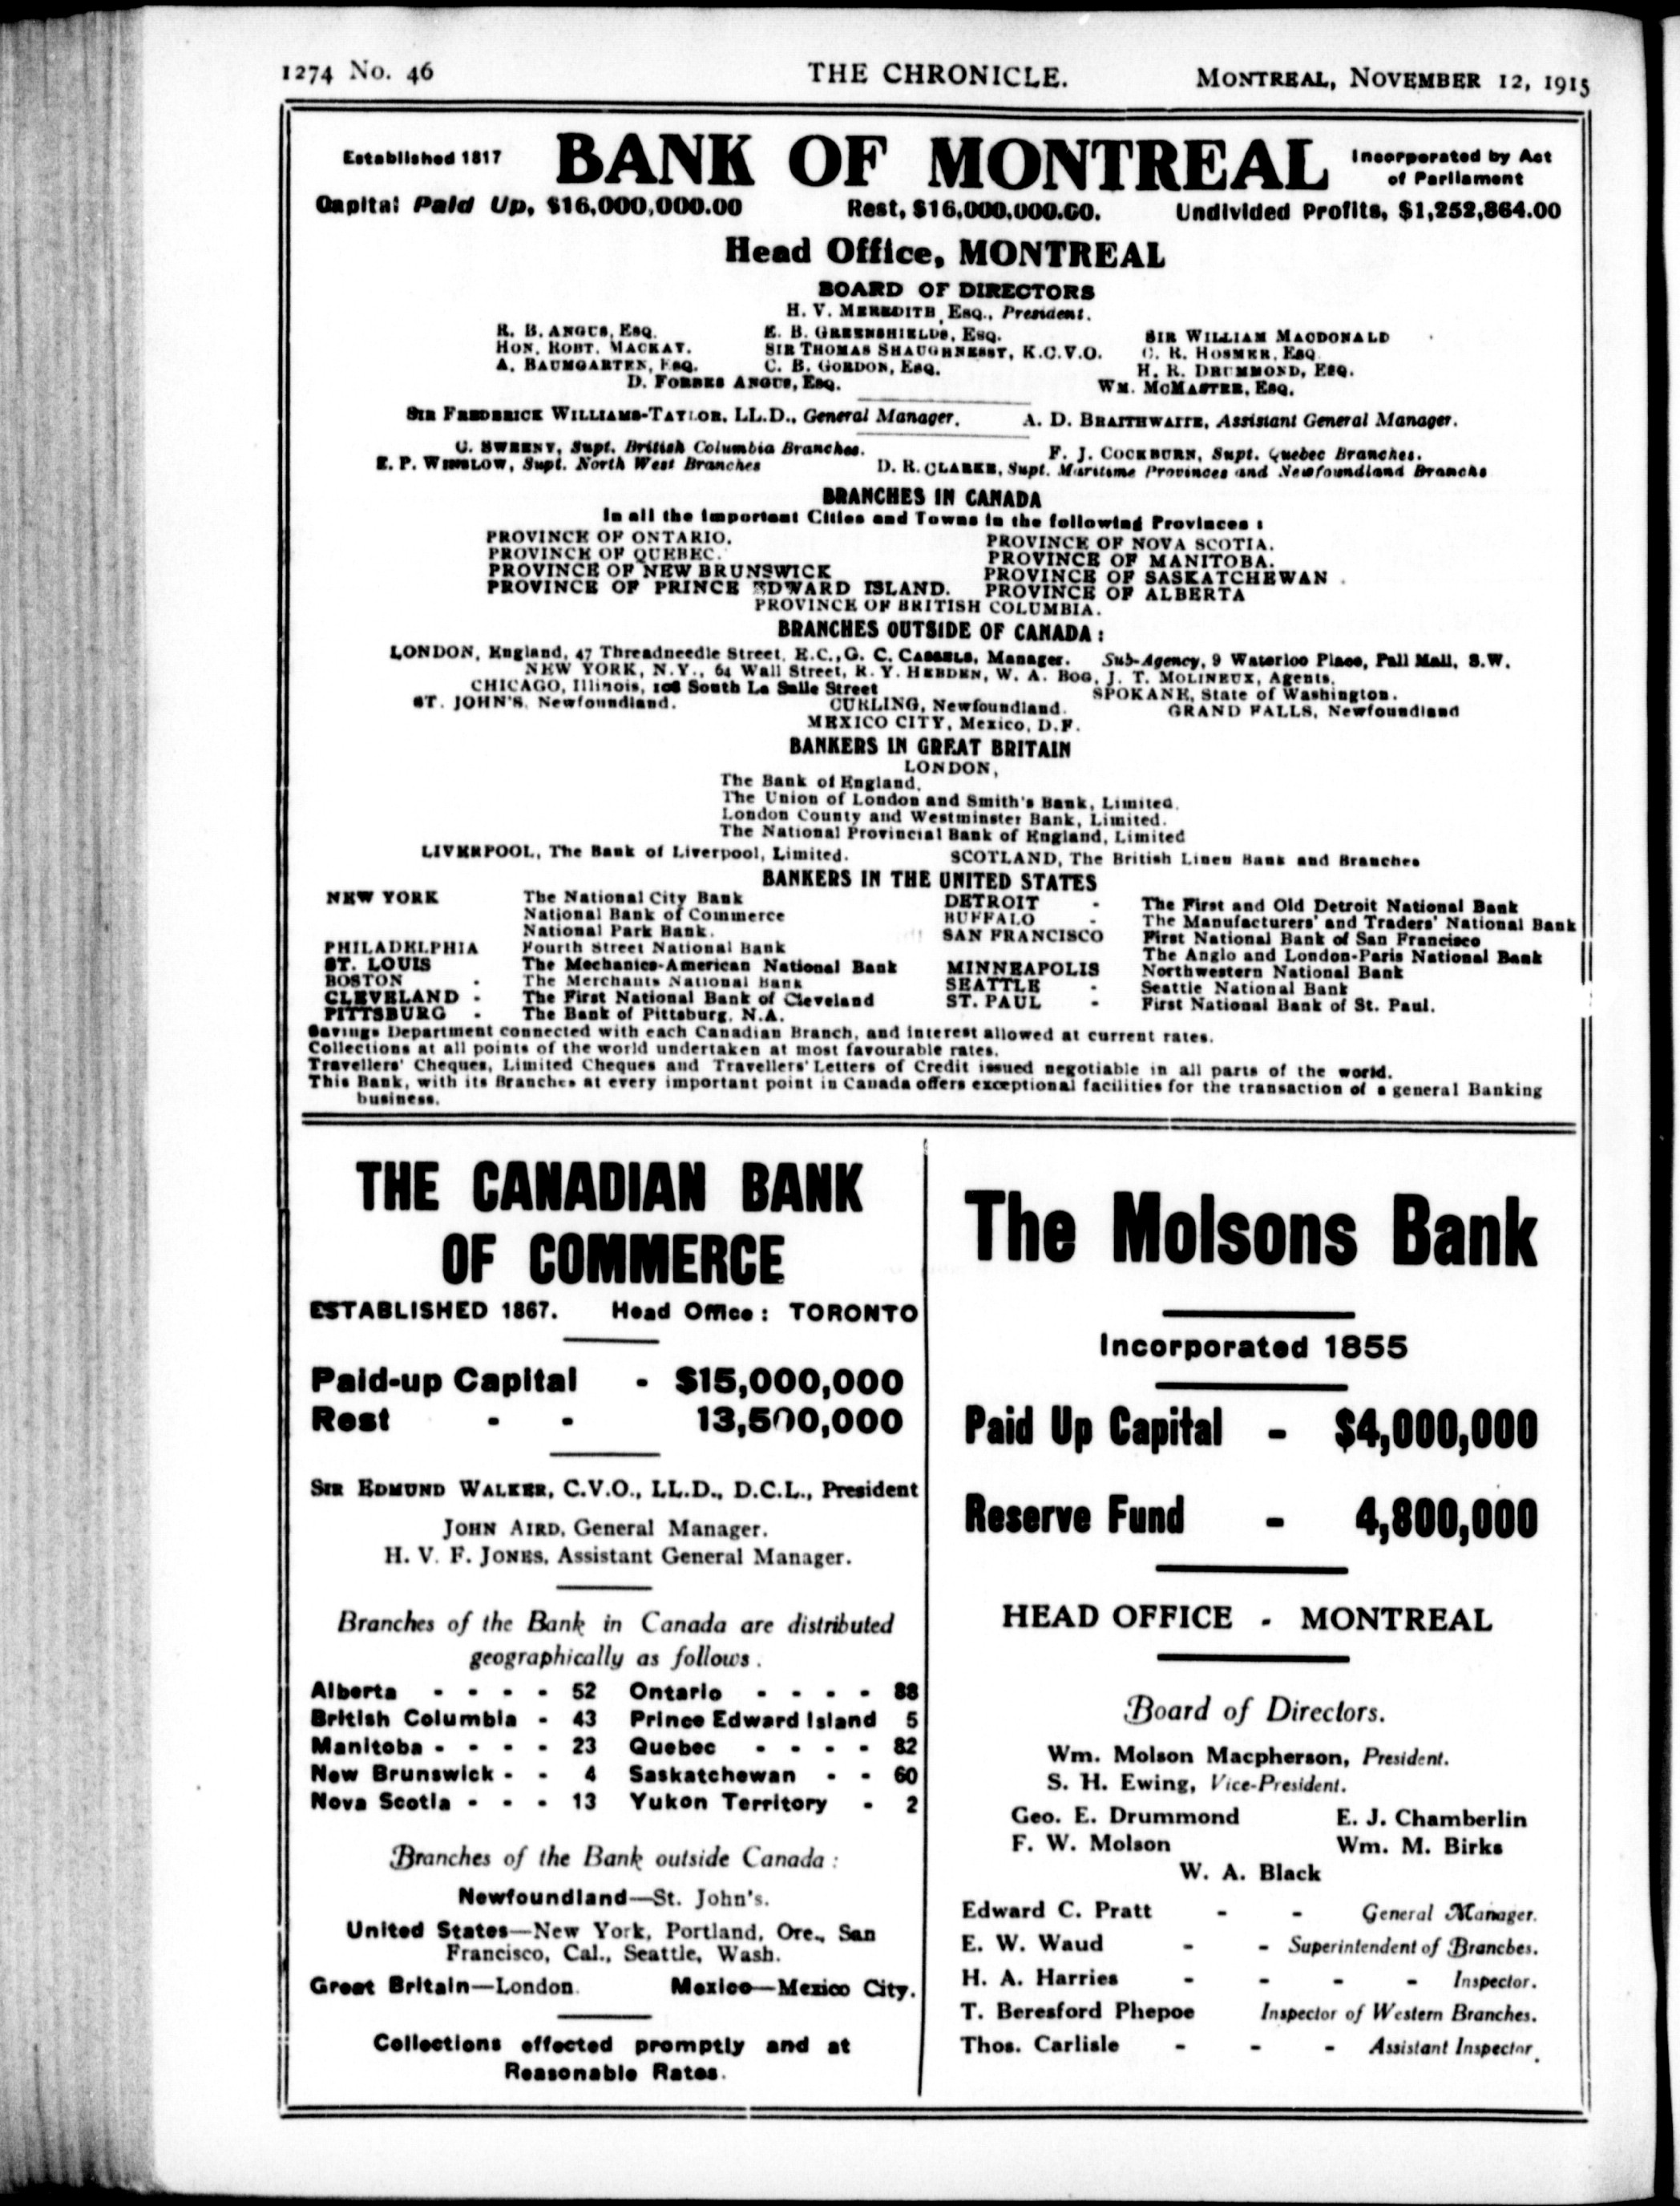 1274 No. 46 THE CHRONICLE. MONTREAL, NOVEMBER 12, 1915
Established 1817 BANK OF MONTREAL Incorporated by Act of Parliament
Capital Paid Up, $16,000,000.00 Rest, $16,000,000.00. Undivided Profits, $1,252,864.00
Head Office, MONTREAL
BOARD OF DIRECTORS
H. V. MEREDITH, Esq., President.
R. B. ANGUS, Esq. E. B. GREENSHIELDS, Esq. SIR WILLIAM MACDONALD
HON. ROBT. MACKAY. SIR THOMAS SHAUGHNESSY, K.C.V.O. C. R. HOSMER, Esq.
A. BAUMGARTEN, Esq. C. B. GORDON, Esq. H. R. DRUMMOND, Esq.
D. FORBES ANGUS, Esq. WM. MCMASTER, Esq.
SIR FREDERICK WILLIAMS-TAYLOR, LL.D., General Manager. A. D. BRAITHWAITE, Assistant General Manager.
C. SWEENY, Supt. British Columbia Branches. F. J. COCKBURN, Supt. Quebec Branches.
E. P. WINSLOW, Supt. North West Branches D. R. CLARKE, Supt. Maritime Provinces and Newfoundland Branchs
BRANCHES IN CANADA
In all the important Cities and Towns in the following Provinces :
PROVINCE OF ONTARIO. PROVINCE OF NOVA SCOTIA.
PROVINCE OF QUEBEC. PROVINCE OF MANITOBA.
PROVINCE OF NEW BRUNSWICK PROVINCE OF SASKATCHEWAN
PROVINCE OF PRINCE EDWARD ISLAND. PROVINCE OF ALBERTA
PROVINCE OF BRITISH COLUMBIA.
BRANCHES OUTSIDE OF CANADA :
LONDON, England, 47 Threadneedle Street, E.C., G. C. CASSELS, Manager. Sub-Agency, 9 Waterloo Place, Pall Mall, S.W.
NEW YORK, N.Y., 64 Wall Street, R. Y. HEBDEN, W. A. BOG, J. T. MOLINEUX, Agents.
CHICAGO, Illinois, 108 South La Salle Street SPOKANE, State of Washington.
ST. JOHN'S, Newfoundland. CURLING, Newfoundland. GRAND FALLS, Newfoundland
MEXICO CITY, Mexico, D.F.
BANKERS IN GREAT BRITAIN
LONDON,
The Bank of England.
The Union of London and Smith's Bank, Limited.
London County and Westminster Bank, Limited.
The National Provincial Bank of England, Limited
LIVERPOOL, The Bank of Liverpool, Limited. SCOTLAND, The British Linen Bank and Branches
BANKERS IN THE UNITED STATES
NEW YORK The National City Bank
National Bank of Commerce
National Park Bank.
PHILADELPHIA Fourth Street National Bank
ST. LOUIS The Mechanics-American National Bank
BOSTON - The Merchants National Bank
CLEVELAND - The First National Bank of Cleveland
PITTSBURG - The Bank of Pittsburg, N.A.
DETROIT - The First and Old Detroit National Bank
BUFFALO - The Manufacturers' and Traders' National Bank
SAN FRANCISCO First National Bank of San Francisco
The Anglo and London-Paris National Bank
MINNEAPOLIS Northwestern National Bank
SEATTLE - Seattle National Bank
ST. PAUL - First National Bank of St. Paul.
Savings Department connected with each Canadian Branch, and interest allowed at current rates.
Collections at all points of the world undertaken at most favourable rates.
Travellers' Cheques, Limited Cheques and Travellers' Letters of Credit issued negotiable in all parts of the world.
This Bank, with its Branches at every important point in Canada offers exceptional facilities for the transaction of a general Banking
business.
THE CANADIAN BANK
OF COMMERCE
ESTABLISHED 1867. Head Office : TORONTO
Paid-up Capital - $15,000,000
Rest - - 13,500,000
SIR EDMUND WALKER, C.V.O., LL.D., D.C.L., President
JOHN AIRD, General Manager.
H. V. F. JONES, Assistant General Manager.
Branches of the Bank in Canada are distributed
geographically as follows.
Alberta - - - - 52 Ontario - - - - 88
British Columbia - 43 Prince Edward Island 5
Manitoba - - - - 23 Quebec - - - - 82
New Brunswick - - 4 Saskatchewan - - 60
Nova Scotia - - - 13 Yukon Territory - 2
Branches of the Bank outside Canada :
Newfoundland—St. John's.
United States—New York, Portland, Ore., San
Francisco, Cal., Seattle, Wash.
Great Britain—London. Mexico—Mexico City.
Collections effected promptly and at
Reasonable Rates.
The Molsons Bank
Incorporated 1855
Paid Up Capital - $4,000,000
Reserve Fund - 4,800,000
HEAD OFFICE - MONTREAL
Board of Directors.
Wm. Molson Macpherson, President.
S. H. Ewing, Vice-President.
Geo. E. Drummond E. J. Chamberlin
F. W. Molson Wm. M. Birks
W. A. Black
Edward C. Pratt - - General Manager.
E. W. Waud - - Superintendent of Branches.
H. A. Harries - - - - Inspector.
T. Beresford Phepoe Inspector of Western Branches.
Thos. Carlisle - - - Assistant Inspector.